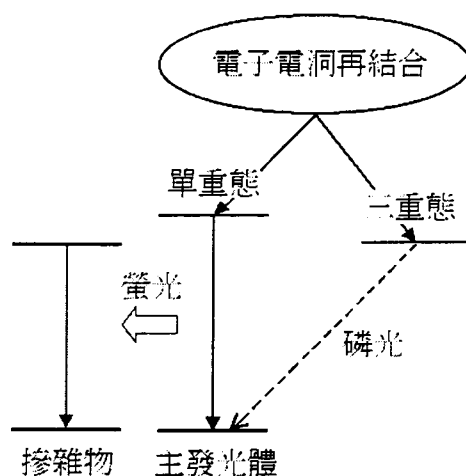 電子電洞再結合
單重態
三重態
螢光
磷光
摻雜物
主發光體